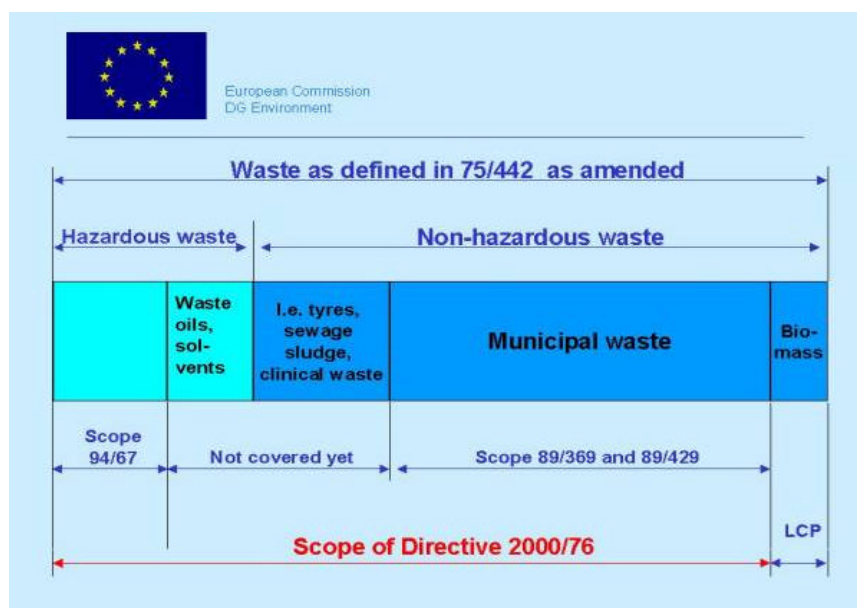 European Commission
DG Environment
Waste as defined in 75/442 as amended
Hazardous waste
Non-hazardous waste
Waste
oils,
sol-
vents
I.e. tyres,
sewage
sludge,
clinical waste
Municipal waste
Bio-
mass
Scope
94/67
Not covered yet
Scope 89/369 and 89/429
LCP
Scope of Directive 2000/76